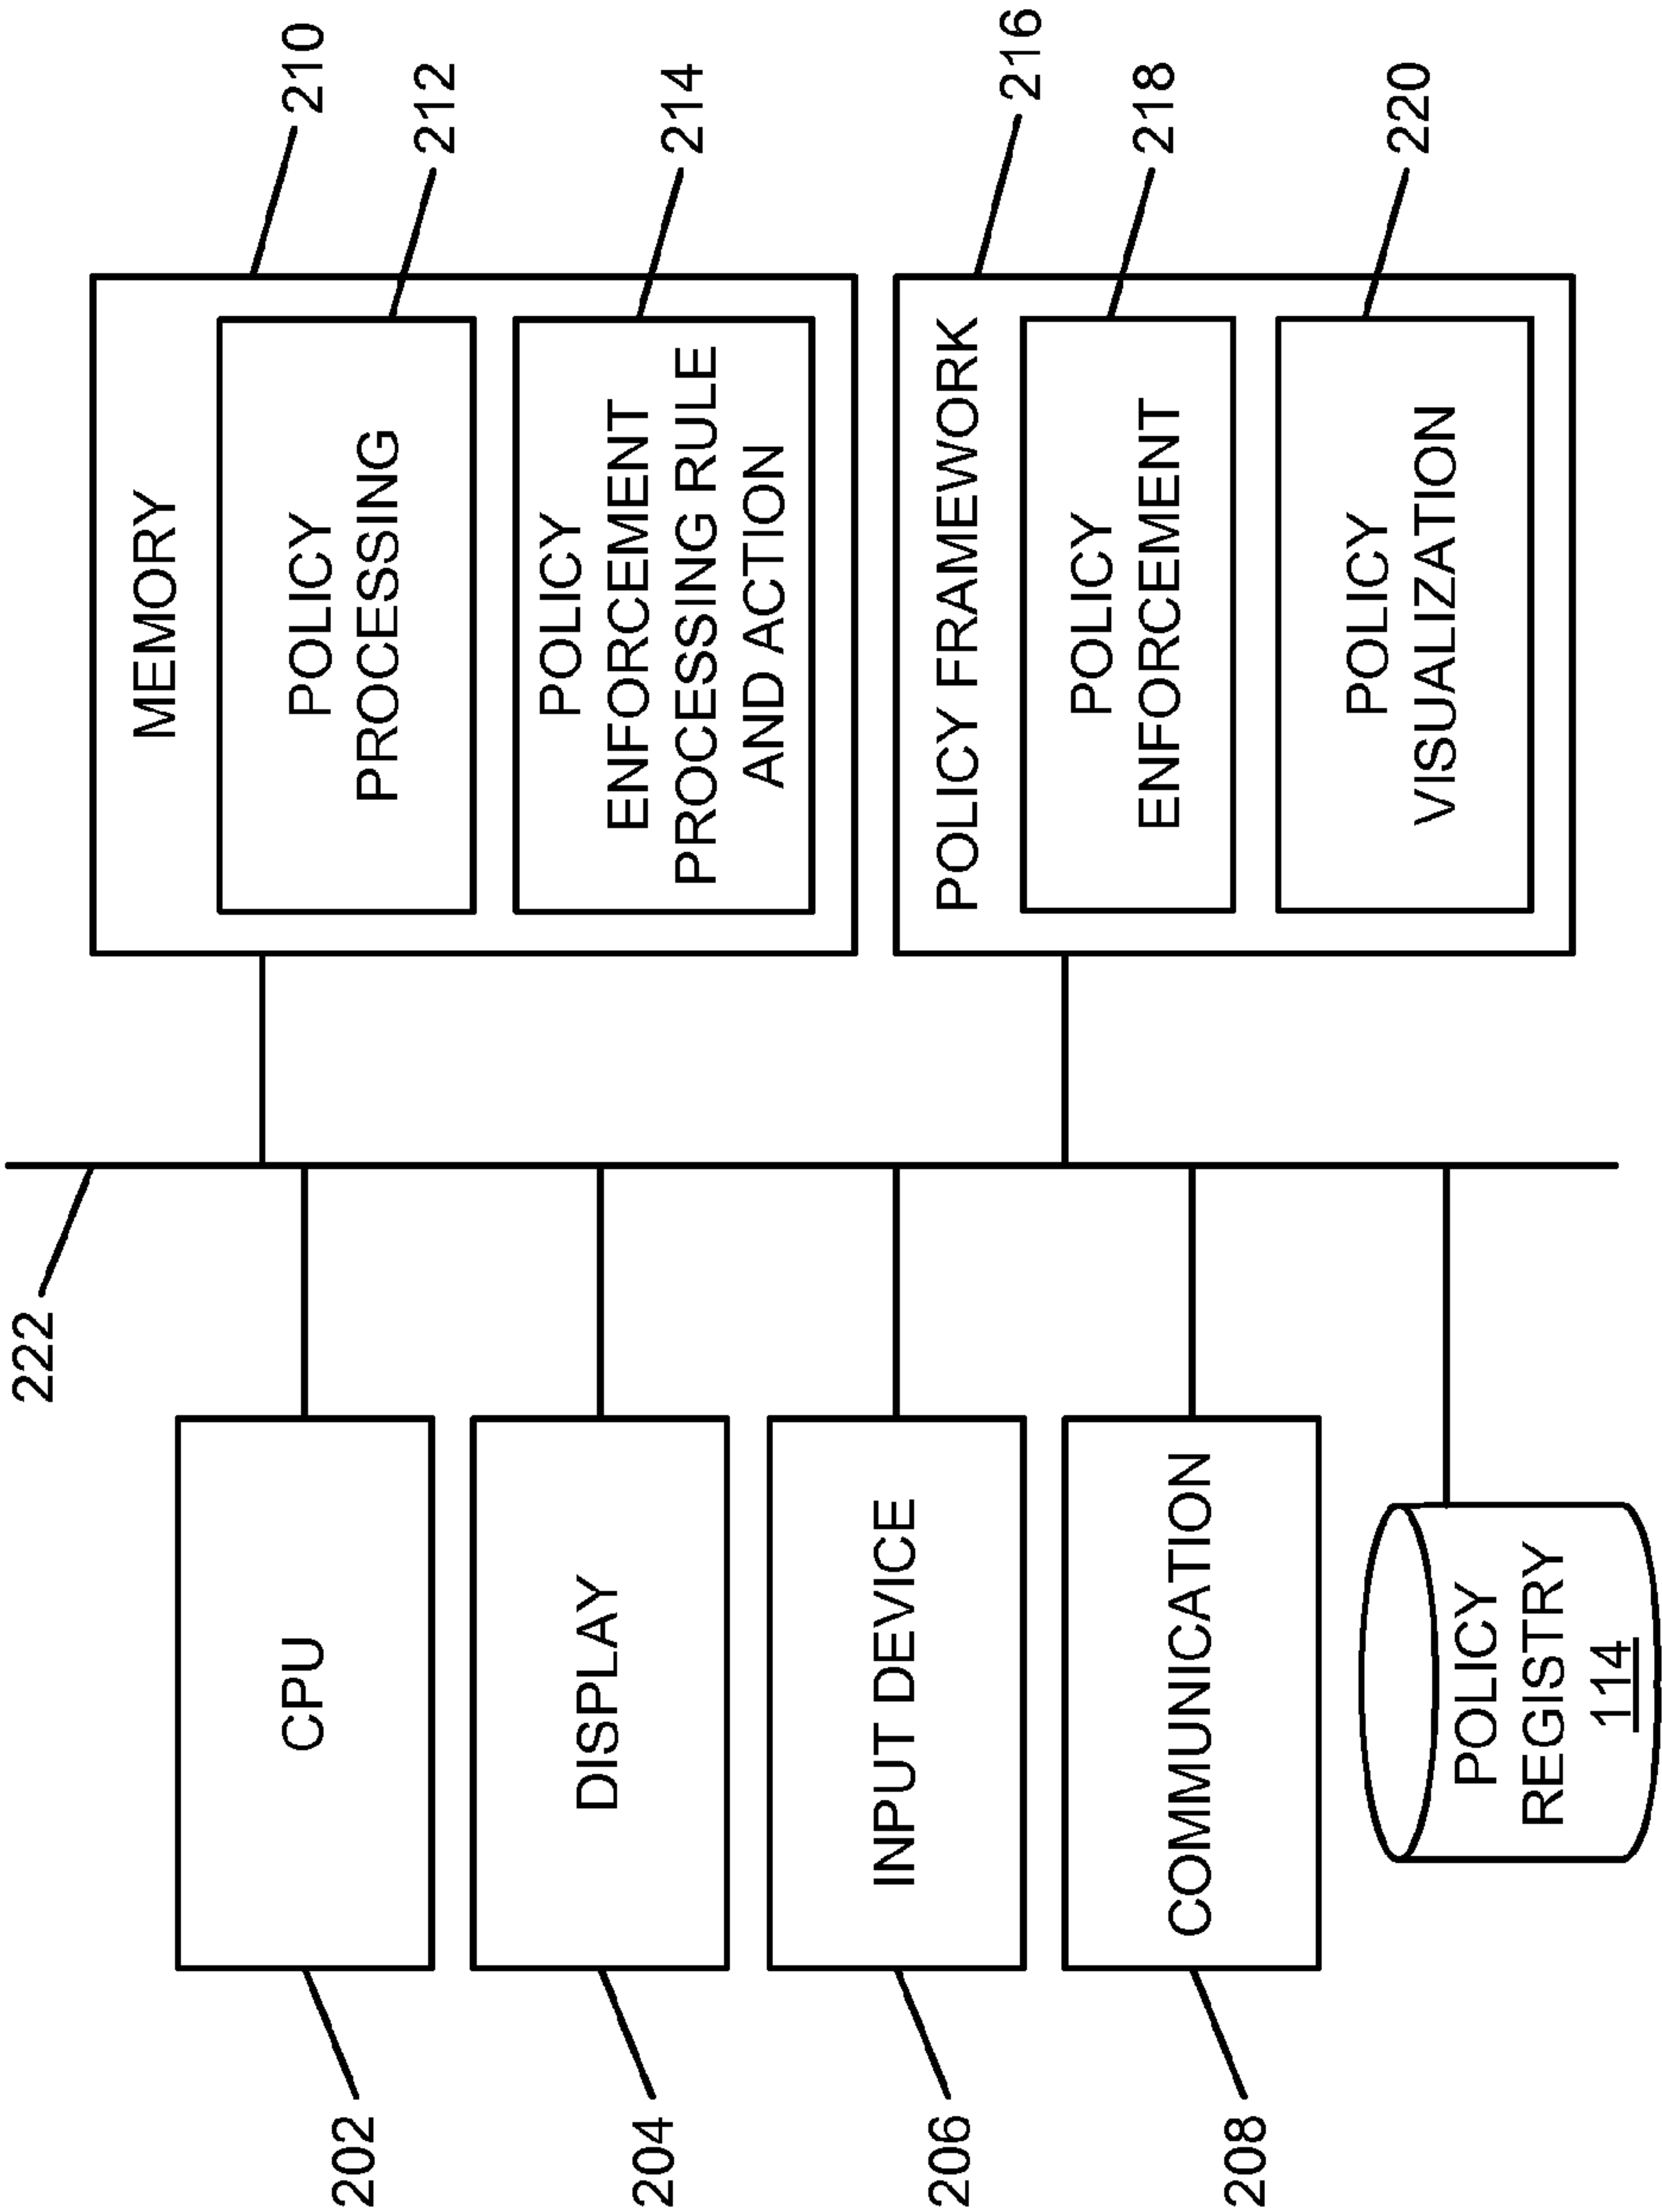 222
202
CPU
204
DISPLAY
206
INPUT DEVICE
208
COMMUNICATION
POLICY
REGISTRY
114
MEMORY
210
POLICY
PROCESSING
212
POLICY
ENFORCEMENT
PROCESSING RULE
AND ACTION
214
POLICY FRAMEWORK
216
POLICY
ENFORCEMENT
218
POLICY
VISUALIZATION
220